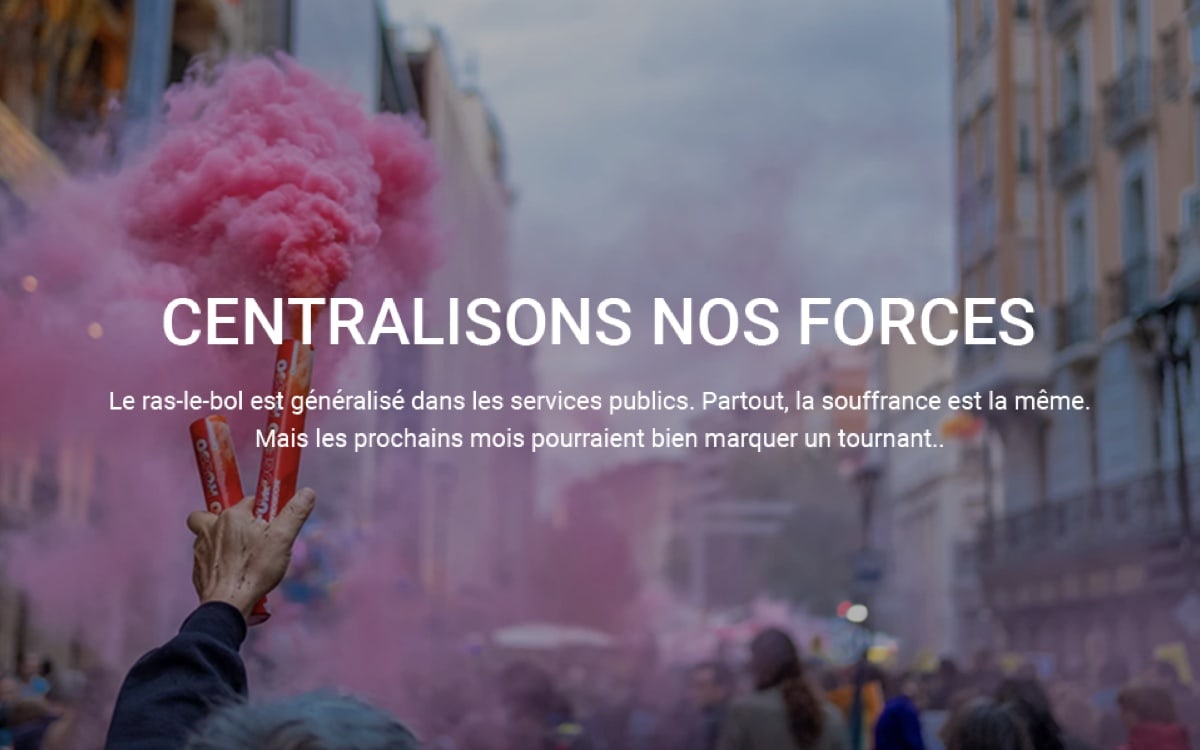 CENTRALISONS NOS FORCES
Le ras-le-bol est généralisé dans les services publics. Partout, la souffrance est la même.
Mais les prochains mois pourraient bien marquer un tournant..